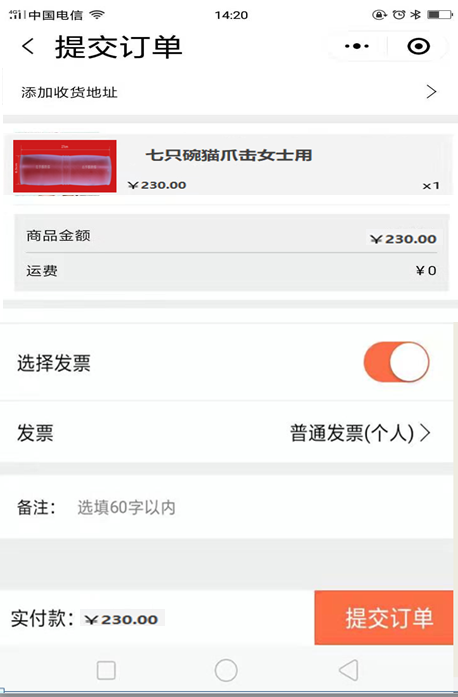 4G 中国电信 14:20
提交订单
添加收货地址
七只碗猫爪击女士用
￥230.00 x1
商品金额 ￥230.00
运费 ￥0
选择发票
发票 普通发票(个人)
备注： 选填60字以内
实付款： ￥230.00 提交订单